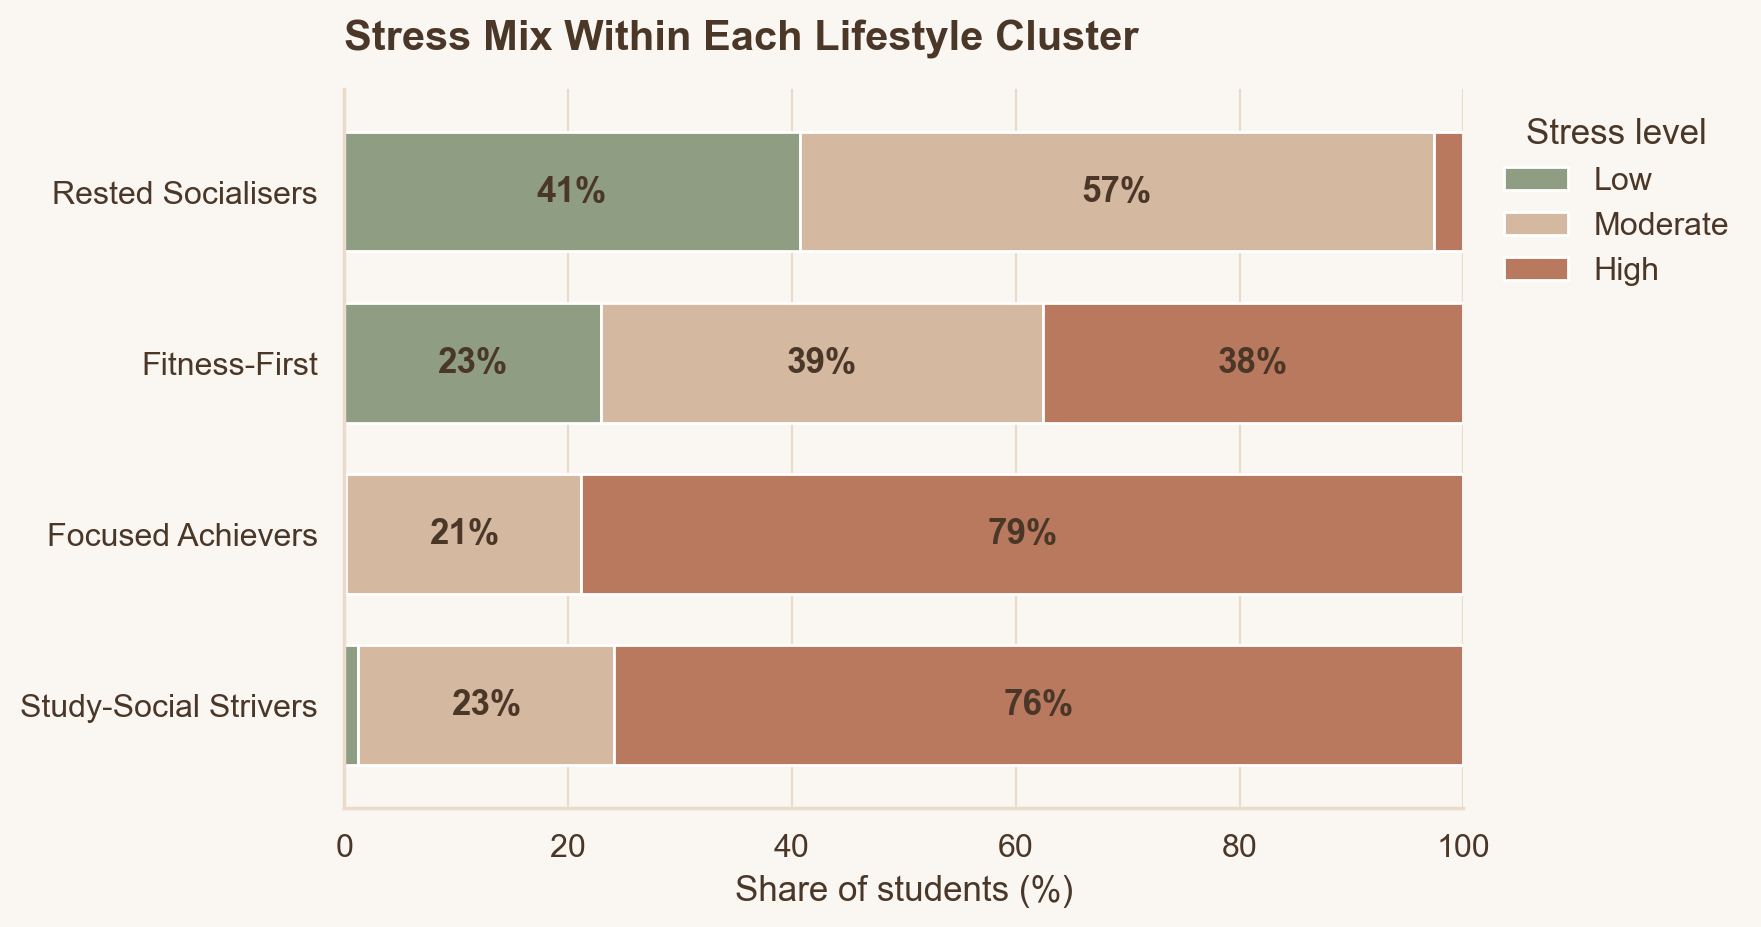 Stress Mix Within Each Lifestyle Cluster
Stress level
Low
Moderate
High
Rested Socialisers
41%
57%
Fitness-First
23%
39%
38%
Focused Achievers
21%
79%
Study-Social Strivers
23%
76%
0
20
40
60
80
100
Share of students (%)